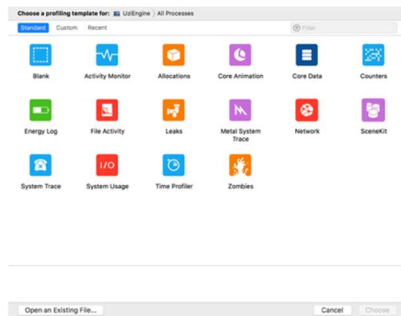 Choose a profiling template for: UziEngine All Processes
Standard Custom Recent Filter
Blank Activity Monitor Allocations Core Animation Core Data Counters
Energy Log File Activity Leaks Metal System Trace Network SceneKit
I/O
System Trace System Usage Time Profiler Zombies
Open an Existing File... Cancel Choose